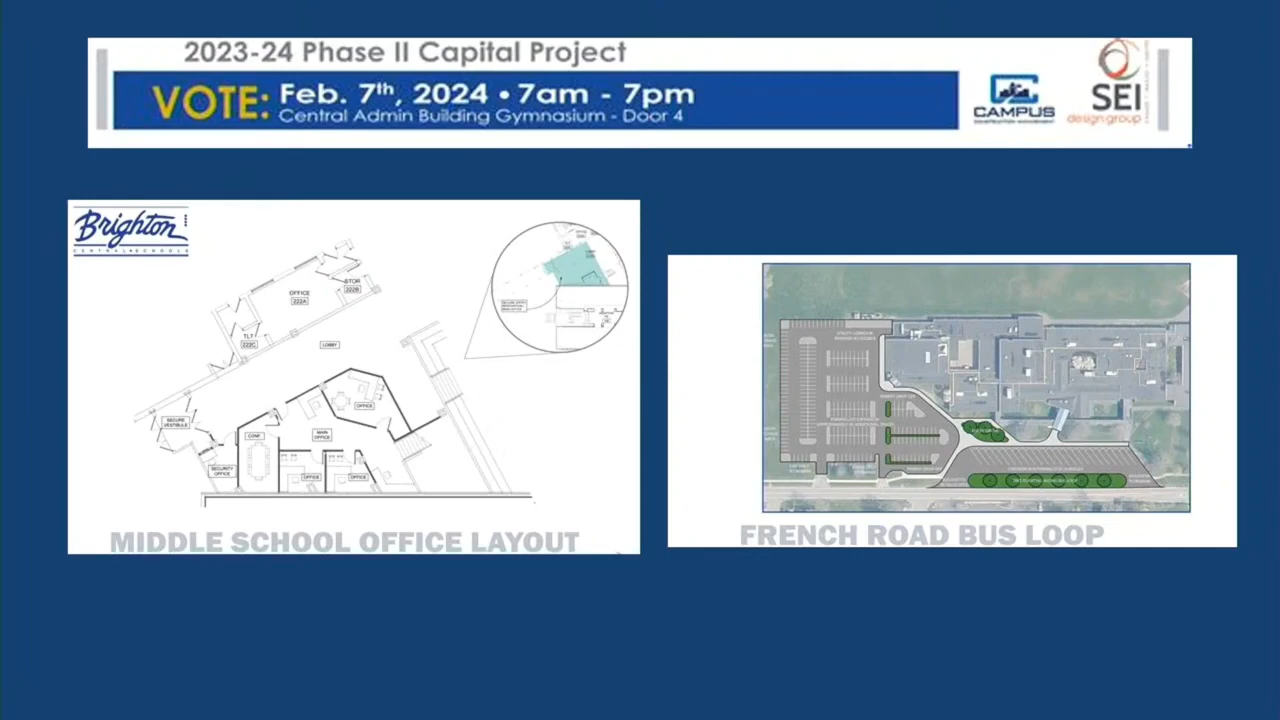 2023-24 Phase II Capital Project
VOTE: Feb. 7th, 2024 • 7am - 7pm
Central Admin Building Gymnasium - Door 4
CAMPUS
CONSTRUCTION MANAGEMENT
SEI
design group
Brighton
CENTRAL SCHOOLS
OFFICE
222A
STOR
222B
TLT
222C
LOBBY
SECURE
VESTIBULE
OFFICE
CONF.
MAIN
OFFICE
SECURITY
OFFICE
OFFICE
OFFICE
MIDDLE SCHOOL OFFICE LAYOUT
FRENCH ROAD BUS LOOP